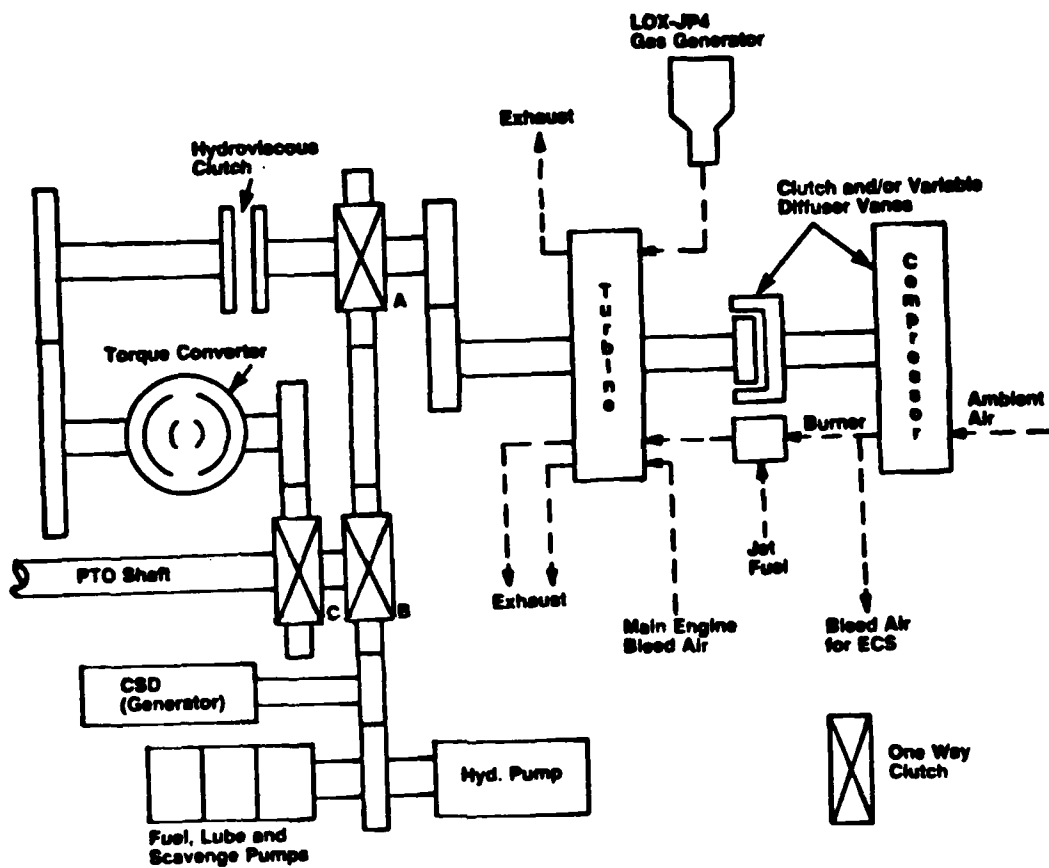 LOX-JP4
Gas Generator
Exhaust
Hydroviscous
Clutch
Clutch and/or Variable
Diffuser Vanes
A
Turbine
Compressor
Torque Converter
Burner
Ambient
Air
PTO Shaft
C
B
Jet
Fuel
Exhaust
Main Engine
Bleed Air
Bleed Air
for ECS
CSD
(Generator)
Hyd. Pump
One Way
Clutch
Fuel, Lube and
Scavenge Pumps